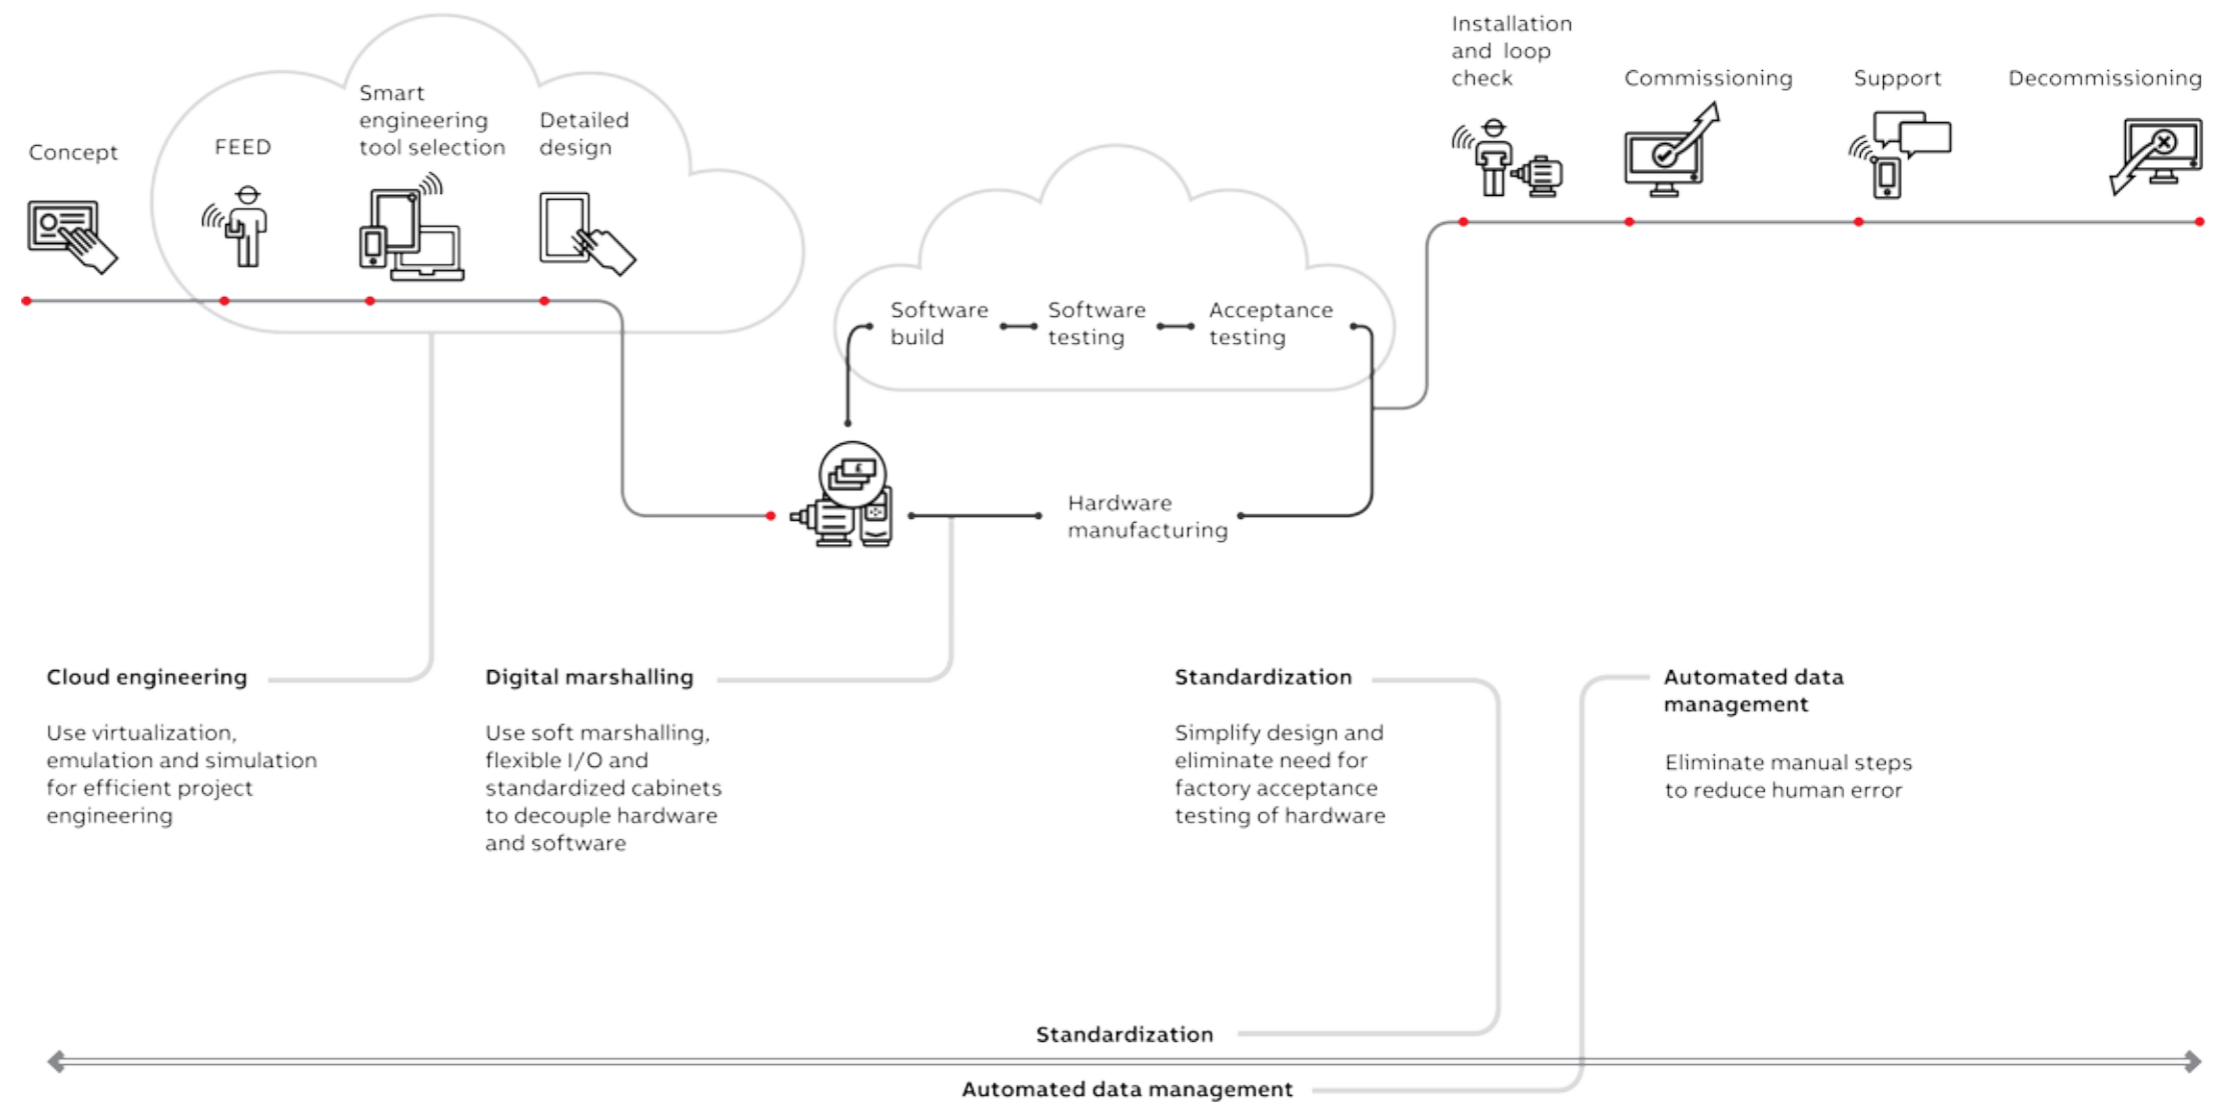 Concept
FEED
Smart
engineering
tool selection
Detailed
design
Software
build
Software
testing
Acceptance
testing
Hardware
manufacturing
£
Installation
and loop
check
Commissioning
Support
Decommissioning
Cloud engineering
Use virtualization,
emulation and simulation
for efficient project
engineering
Digital marshalling
Use soft marshalling,
flexible I/O and
standardized cabinets
to decouple hardware
and software
Standardization
Simplify design and
eliminate need for
factory acceptance
testing of hardware
Automated data
management
Eliminate manual steps
to reduce human error
Standardization
Automated data management